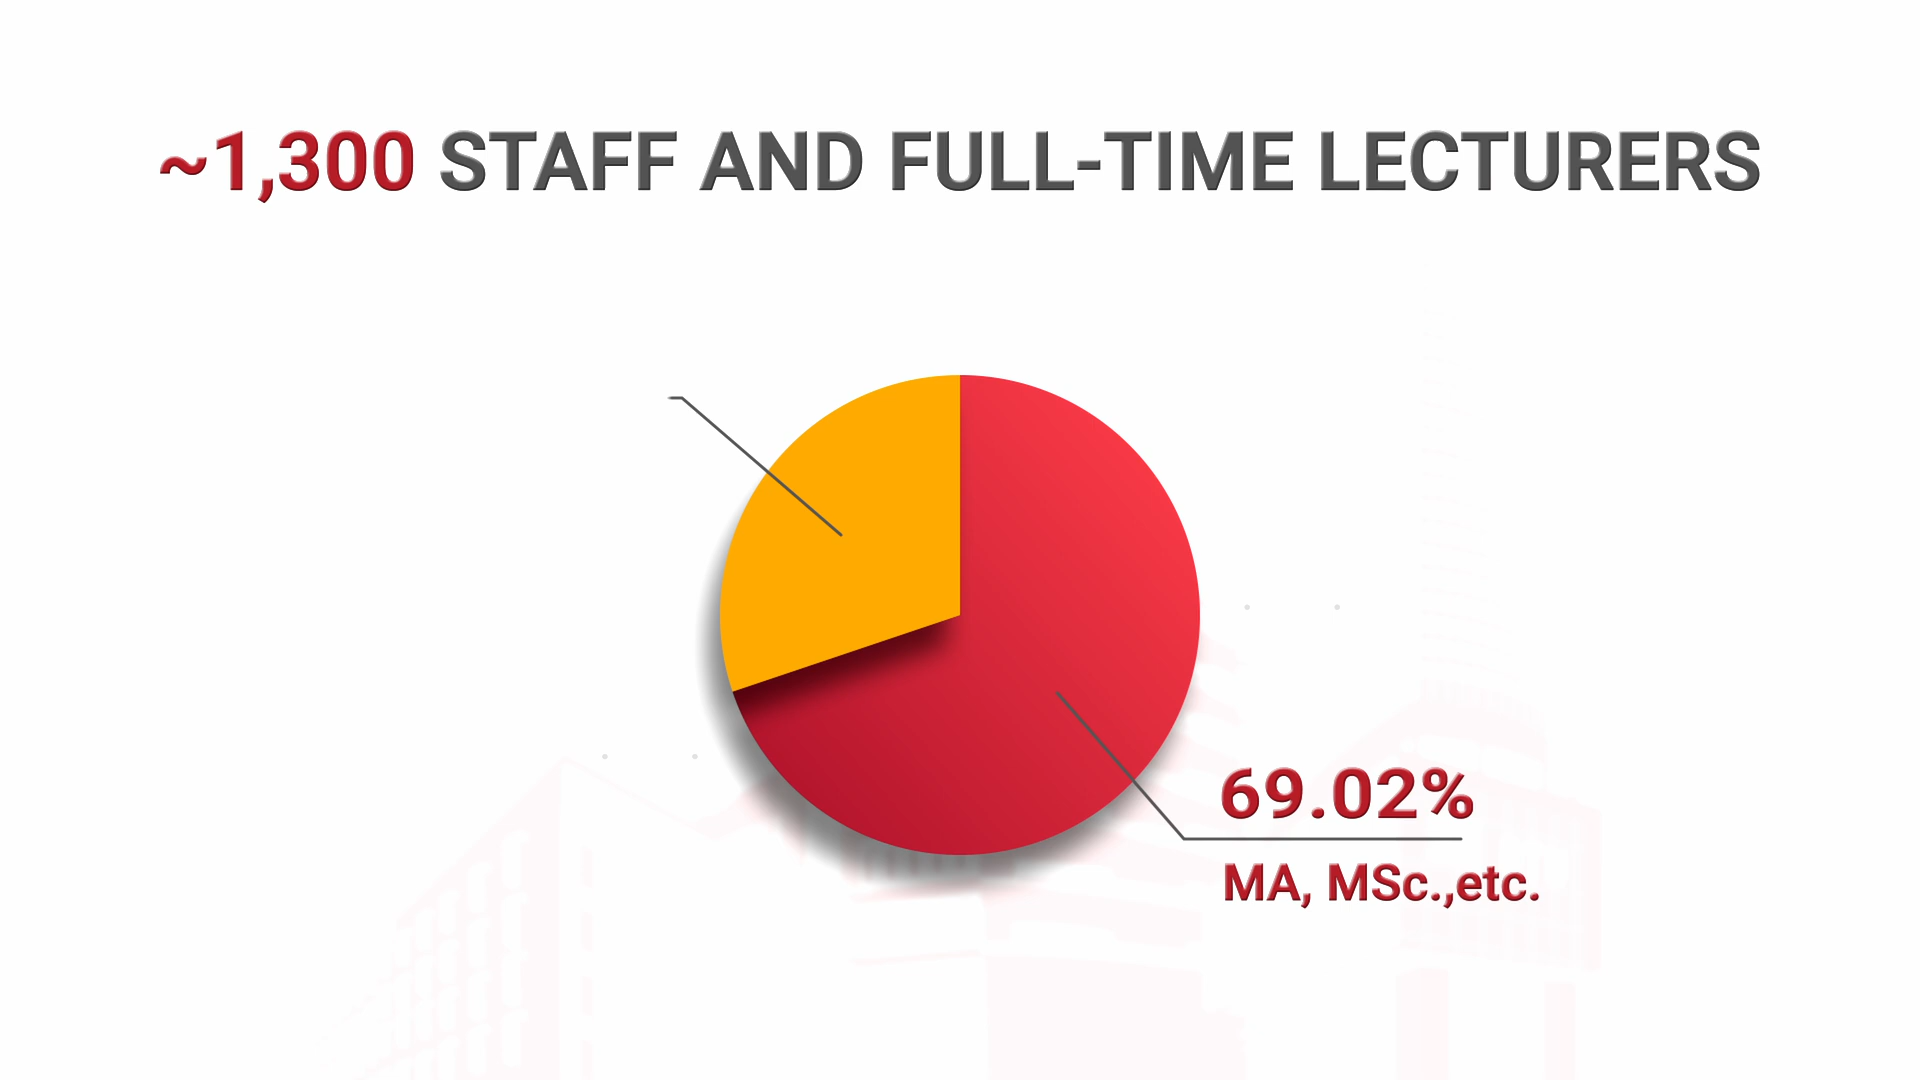 ~1,300 STAFF AND FULL-TIME LECTURERS
69.02%
MA, MSc.,etc.